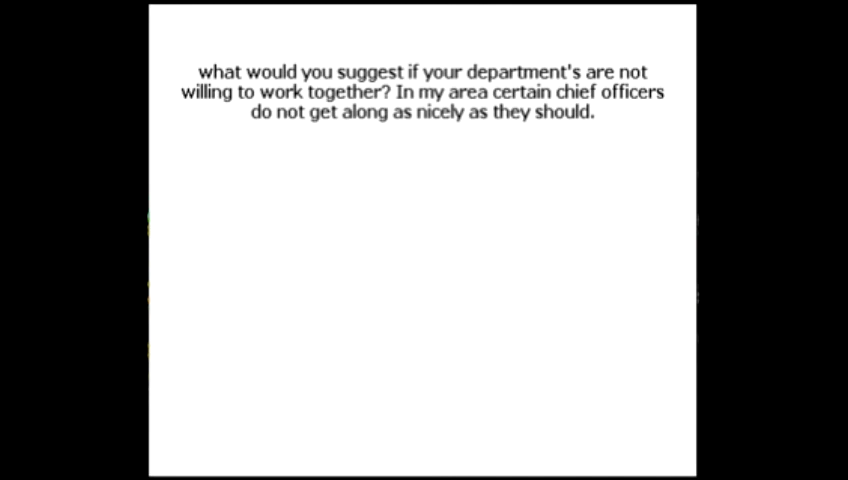 what would you suggest if your department's are not
willing to work together? In my area certain chief officers
do not get along as nicely as they should.